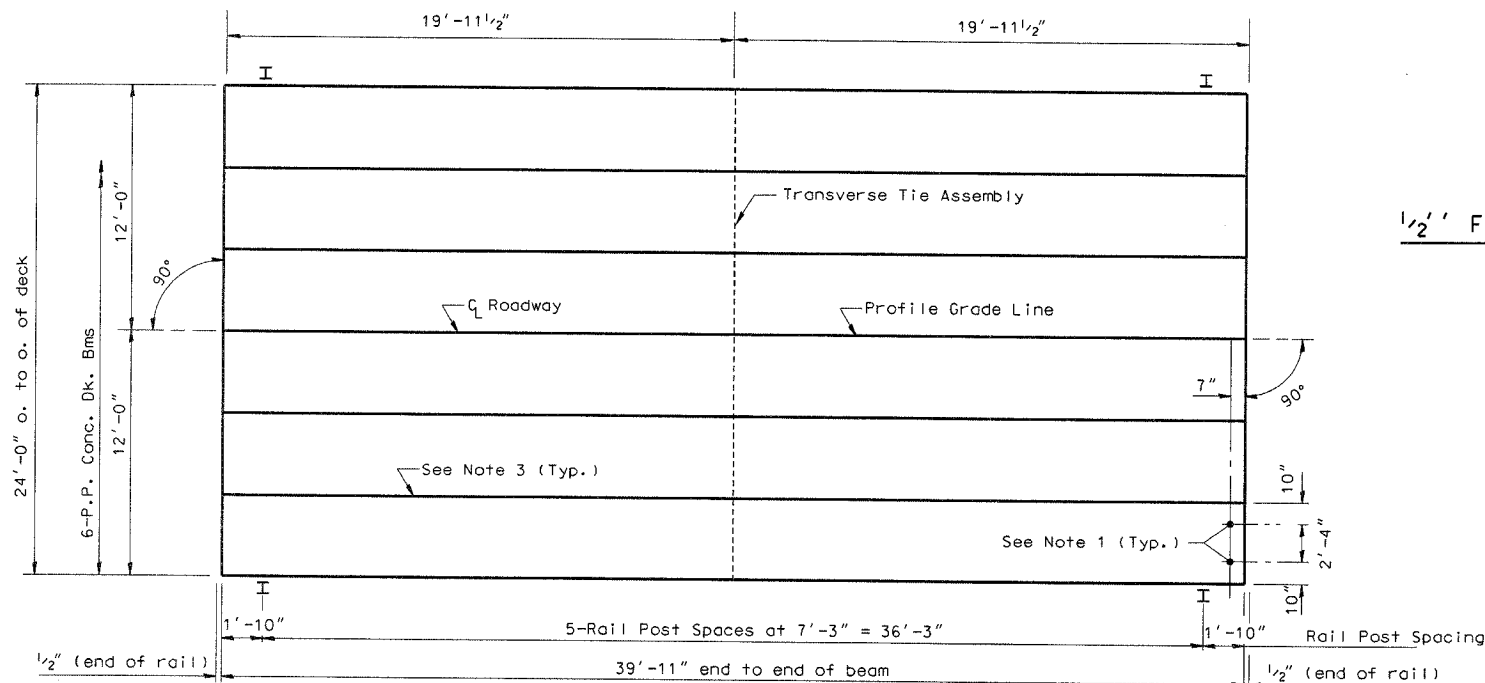 19'-11½" 19'-11½"
I I
Transverse Tie Assembly
½'' F
24'-0" o. to o. of deck
6-P.P. Conc. Dk. Bms
12'-0"
12'-0"
90°
℄ Roadway
Profile Grade Line
7"
90°
See Note 3 (Typ.)
See Note 1 (Typ.)
10"
2'-4"
10"
I I
1'-10" 5-Rail Post Spaces at 7'-3" = 36'-3" 1'-10" Rail Post Spacing
½" (end of rail) 39'-11" end to end of beam ½" (end of rail)